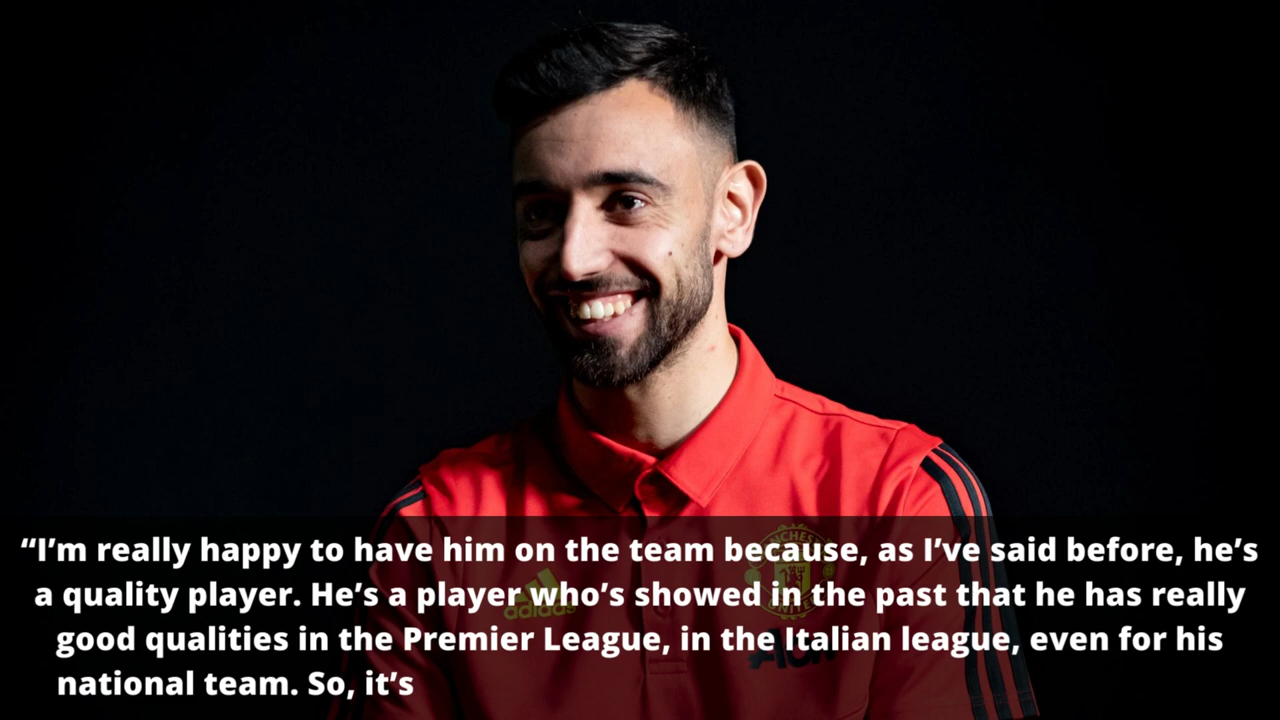 “I’m really happy to have him on the team because, as I’ve said before, he’s
a quality player. He’s a player who’s showed in the past that he has really
good qualities in the Premier League, in the Italian league, even for his
national team. So, it’s
adidas
UNITED